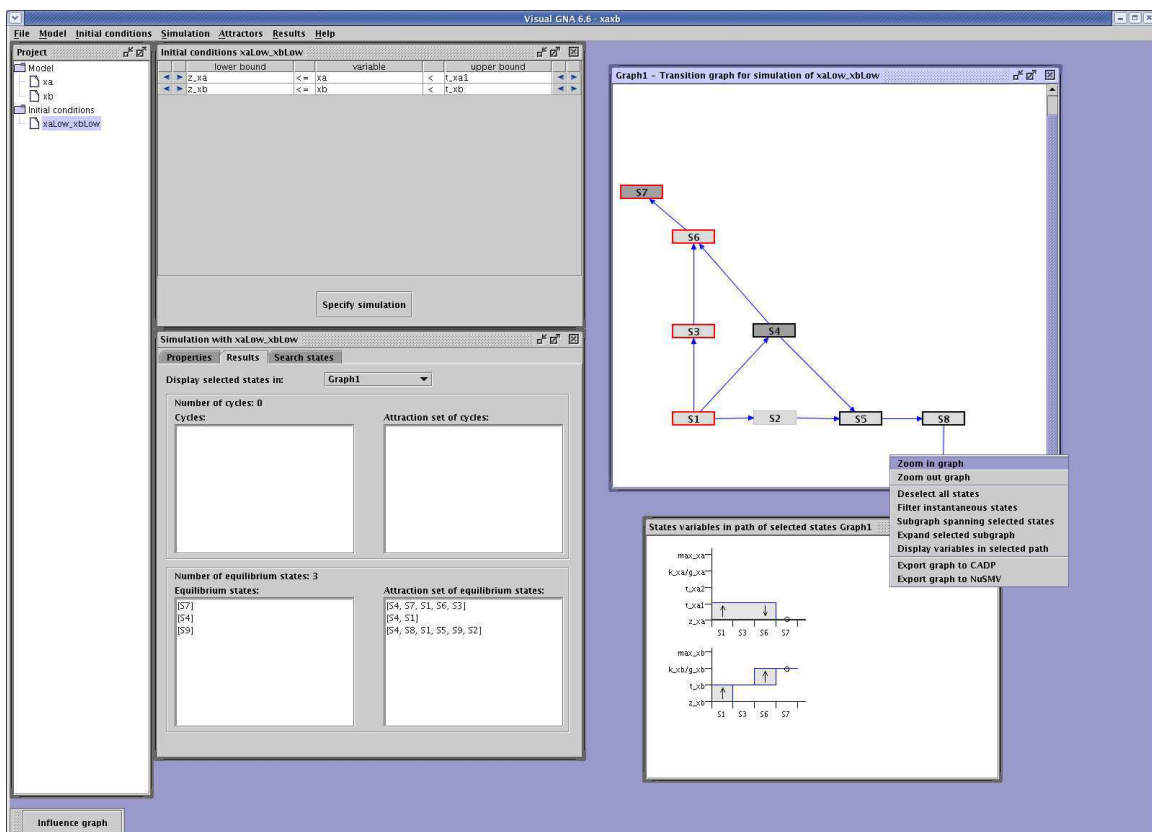 Visual GNA 6.6 - xaxb
File Model Initial conditions Simulation Attractors Results Help
Project
Model
xa
xb
Initial conditions
xaLow_xbLow
Initial conditions xaLow_xbLow
lower bound variable upper bound
z_xa <= xa < t_xa1
z_xb <= xb < t_xb
Specify simulation
Simulation with xaLow_xbLow
Properties Results Search states
Display selected states in: Graph1
Number of cycles: 0
Cycles: Attraction set of cycles:
Number of equilibrium states: 3
Equilibrium states: Attraction set of equilibrium states:
[S7] [S4, S7, S1, S6, S3]
[S4] [S4, S1]
[S9] [S4, S8, S1, S5, S9, S2]
Graph1 - Transition graph for simulation of xaLow_xbLow
S7
S6
S3 S4
S1 S2 S5 S8
Zoom in graph
Zoom out graph
Deselect all states
Filter instantaneous states
Subgraph spanning selected states
Expand selected subgraph
Display variables in selected path
Export graph to CADP
Export graph to NuSMV
States variables in path of selected states Graph1
max_xa
k_xa/g_xa
t_xa2
t_xa1
z_xa
S1 S3 S6 S7
max_xb
k_xb/g_xb
t_xb
z_xb
S1 S3 S6 S7
Influence graph